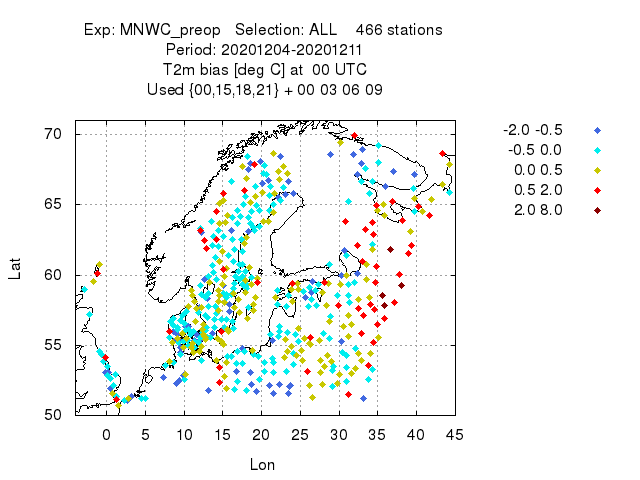 Exp: MNWC_preop   Selection: ALL    466 stations
Period: 20201204-20201211
T2m bias [deg C] at  00 UTC
Used {00,15,18,21} + 00 03 06 09
-2.0 -0.5
-0.5 0.0
0.0 0.5
0.5 2.0
2.0 8.0
70
65
60
55
50
Lat
0 5 10 15 20 25 30 35 40 45
Lon